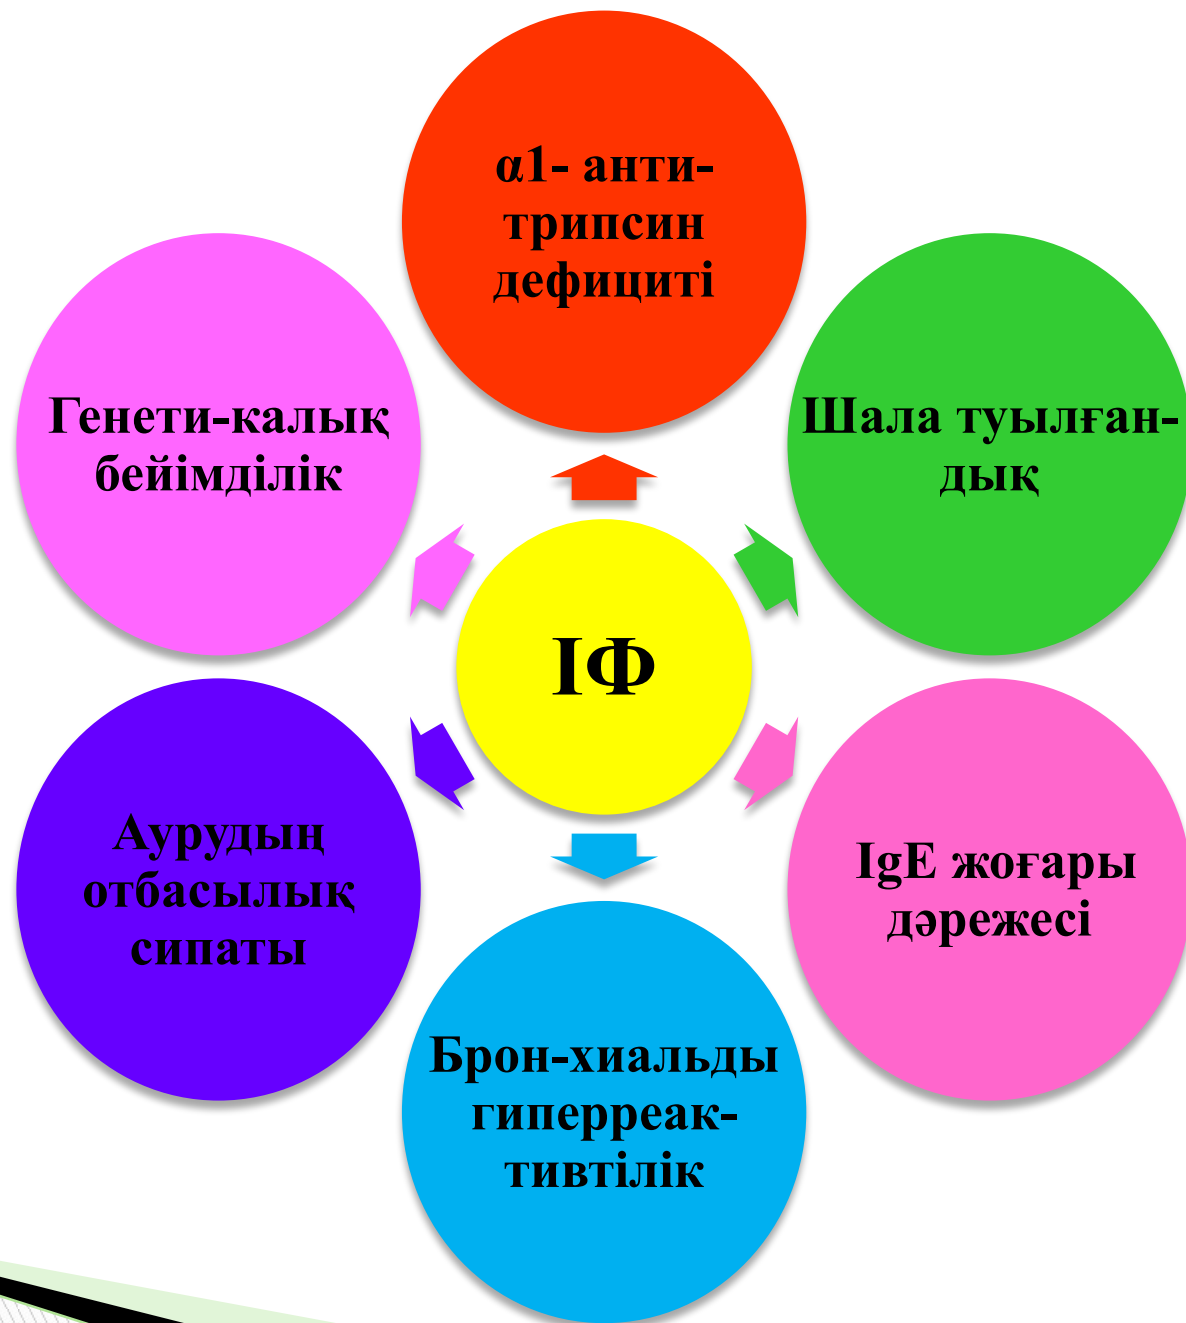 α1- анти-
трипсин
дефициті
Шала туылған-
дық
IgE жоғары
дәрежесі
Брон-хиальды
гиперреак-
тивтілік
Аурудың
отбасылық
сипаты
Генети-калық
бейімділік
ІФ